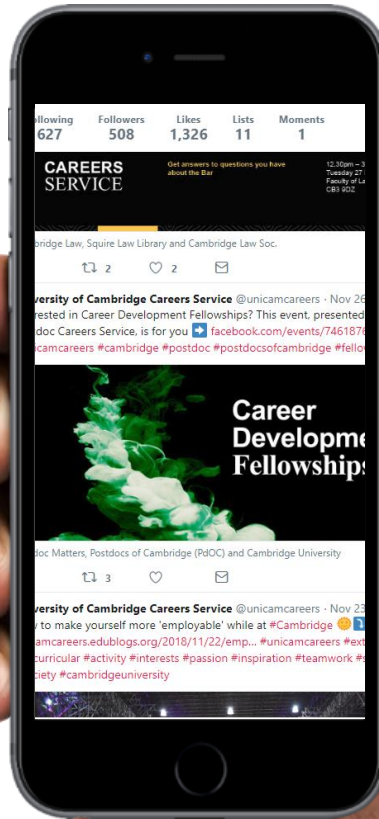 ollowing Followers Likes Lists Moments
627 508 1,326 11 1
CAREERS
SERVICE
Get answers to questions you have
about the Bar
12.30pm – 3
Tuesday 27
Faculty of La
CB3 9DZ
bridge Law, Squire Law Library and Cambridge Law Soc.
2 2
versity of Cambridge Careers Service @unicamcareers · Nov 26
rested in Career Development Fellowships? This event, presented
doc Careers Service, is for you ➡ facebook.com/events/7461876
icamcareers #cambridge #postdoc #postdocsofcambridge #fello
Career
Developme
Fellowships
doc Matters, Postdocs of Cambridge (PdOC) and Cambridge University
3
versity of Cambridge Careers Service @unicamcareers · Nov 23
y to make yourself more 'employable' while at #Cambridge
amcareers.edublogs.org/2018/11/22/emp... #unicamcareers #ext
curricular #activity #interests #passion #inspiration #teamwork #s
ciety #cambridgeuniversity